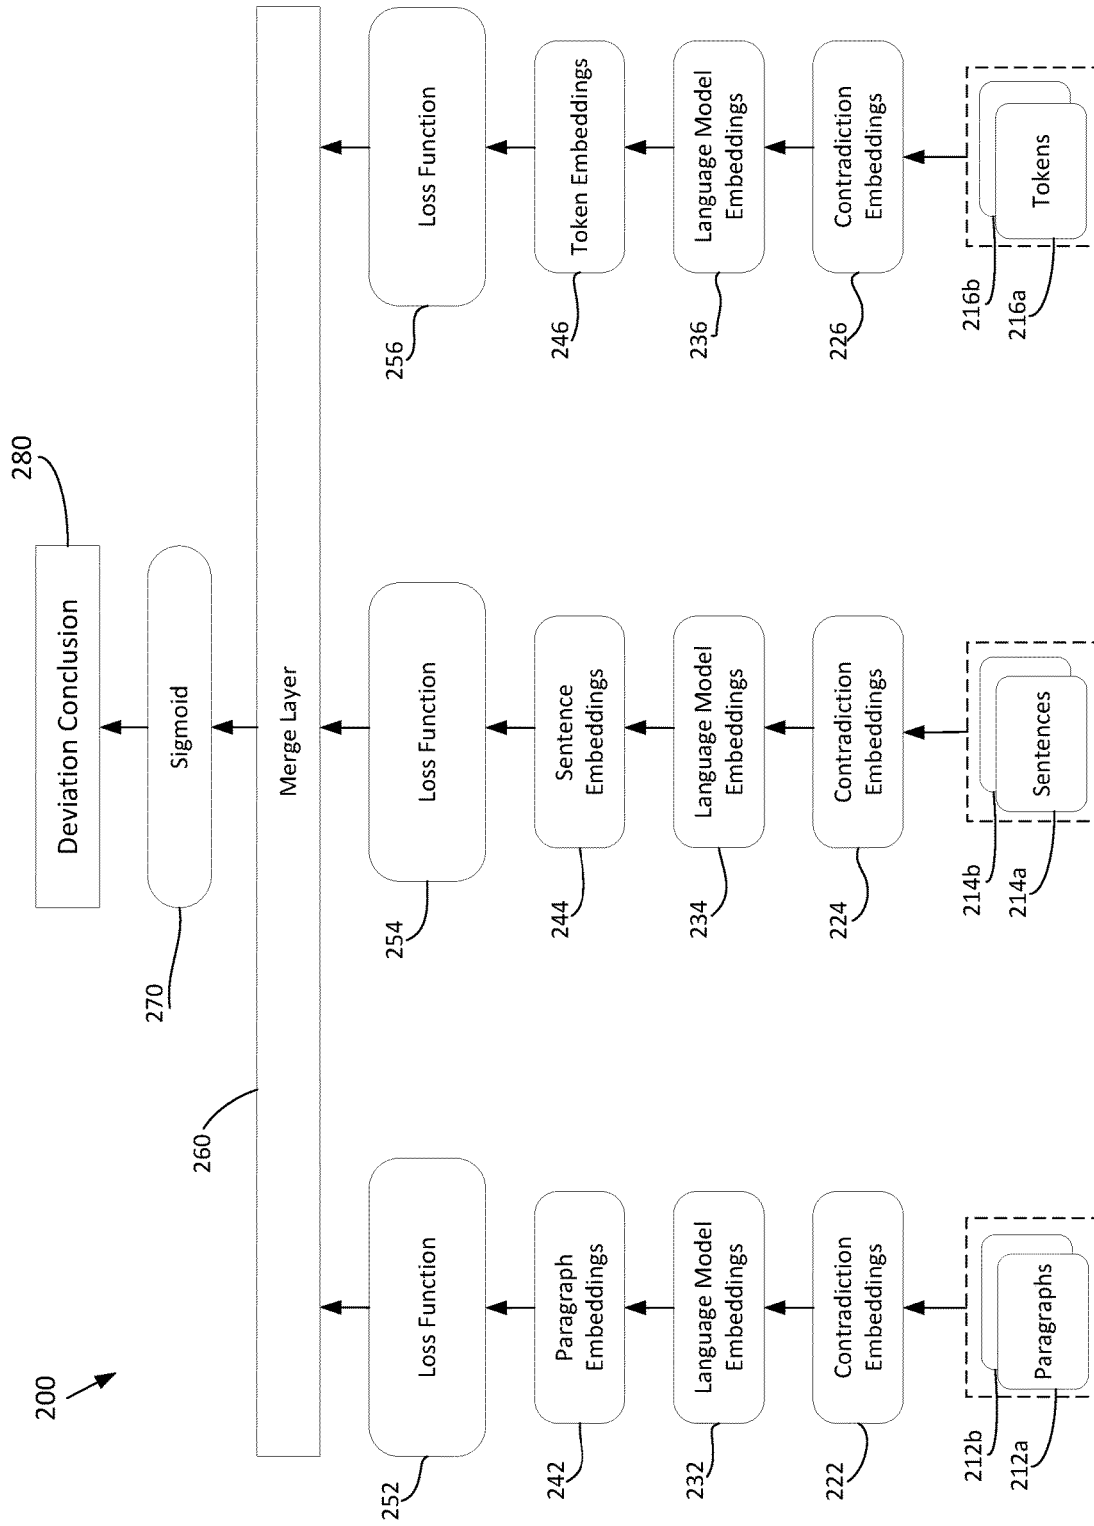 200
Deviation Conclusion
280
Sigmoid
270
Merge Layer
260
Loss Function
252
Loss Function
254
Loss Function
256
Paragraph
Embeddings
242
Sentence
Embeddings
244
Token Embeddings
246
Language Model
Embeddings
232
Language Model
Embeddings
234
Language Model
Embeddings
236
Contradiction
Embeddings
222
Contradiction
Embeddings
224
Contradiction
Embeddings
226
212b
212a
Paragraphs
214b
214a
Sentences
216b
216a
Tokens